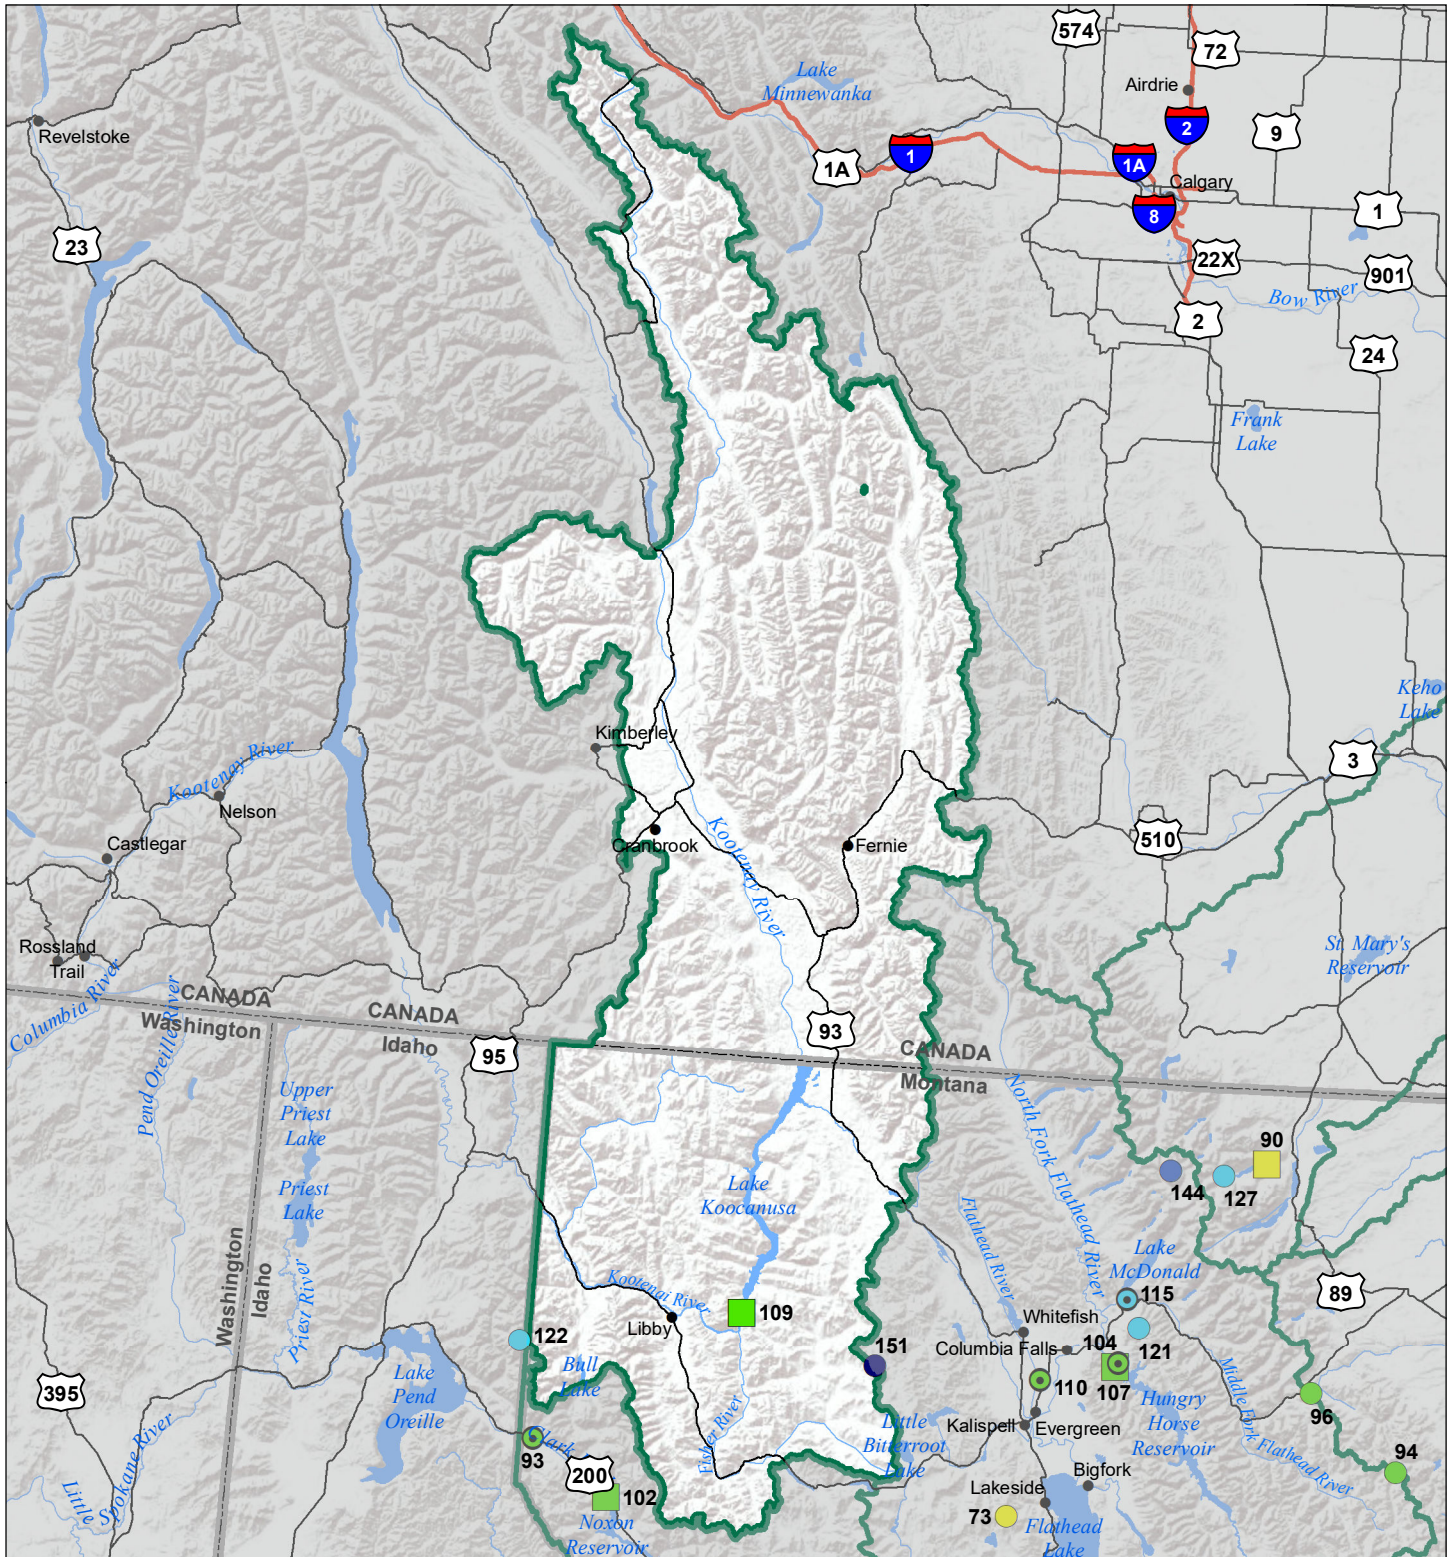 574
72
Lake
Minnewanka
Airdrie
2
9
Revelstoke
1A
1
1A
Calgary
8
1
23
22X
901
Bow River
2
24
Frank
Lake
Keho
Lake
Kimberley
3
Kootenay River
Nelson
Kootenay River
510
Castlegar
Cranbrook
Fernie
Rossland
Trail
St. Mary's
Reservoir
Columbia River
Pend Oreille River
CANADA
Washington
CANADA
Idaho
95
93
CANADA
Montana
Upper
Priest
Lake
North Fork Flathead River
90
144
127
Priest
Lake
Lake
Koocanusa
Flathead River
Washington
Idaho
Priest River
Lake
McDonald
Kootenai River
109
115
89
Libby
Whitefish
122
151
Columbia Falls
104
121
Bull
Lake
395
Lake
Pend
Oreille
110
107
Middle Fork Flathead River
96
Hungry
Horse
Reservoir
Fisher River
Little
Bitterroot
Lake
Kalispell
Evergreen
Clark
93
200
94
Little
Spokane River
102
Bigfork
Lakeside
73
Noxon
Reservoir
Flathead
Lake